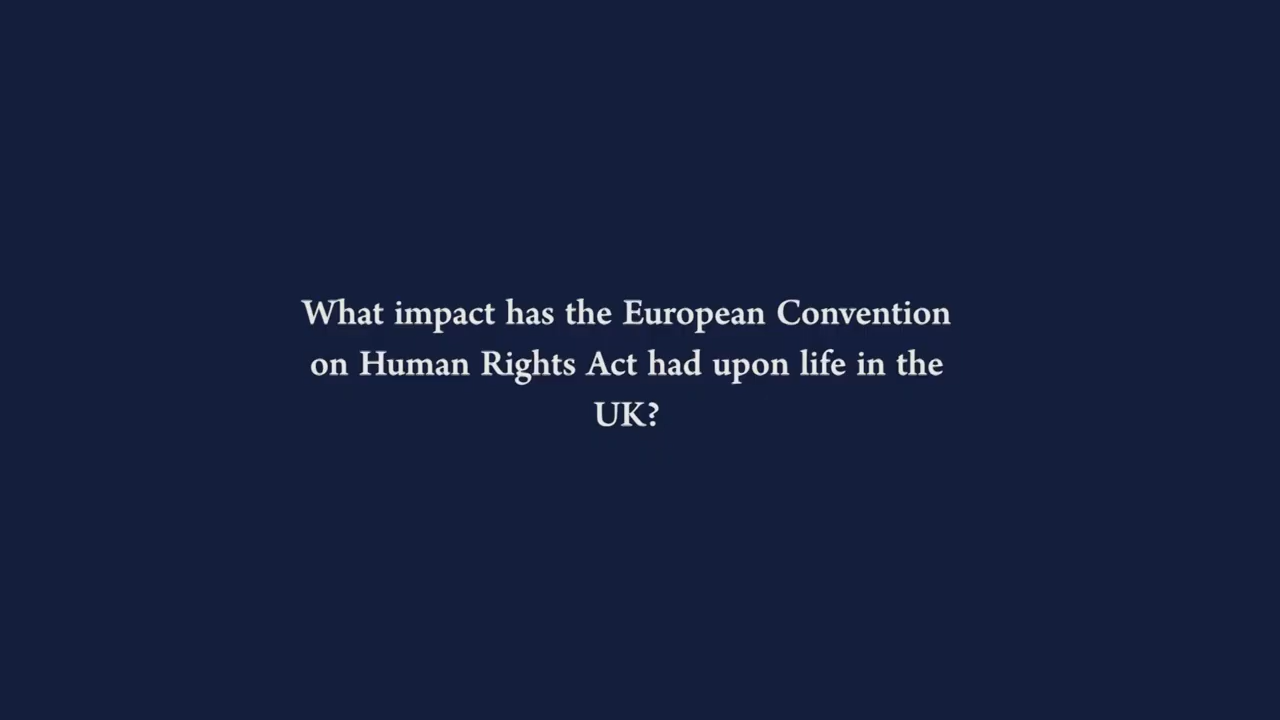 What impact has the European Convention
on Human Rights Act had upon life in the
UK?